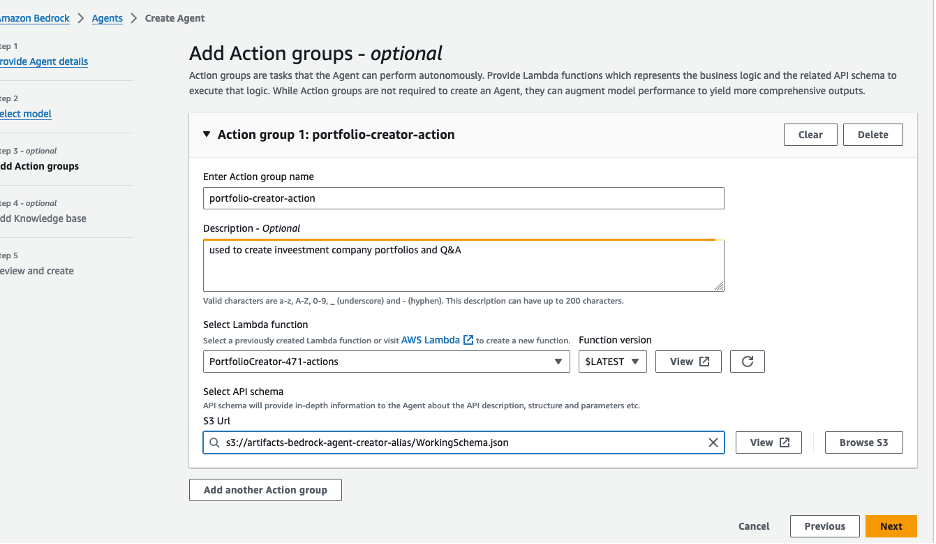 mazon Bedrock > Agents > Create Agent
tep 1
rovide Agent details
tep 2
elect model
tep 3 - optional
dd Action groups
tep 4 - optional
dd Knowledge base
tep 5
eview and create
Add Action groups - optional
Action groups are tasks that the Agent can perform autonomously. Provide Lambda functions which represents the business logic and the related API schema to
execute that logic. While Action groups are not required to create an Agent, they can augment model performance to yield more comprehensive outputs.
Action group 1: portfolio-creator-action
Clear
Delete
Enter Action group name
portfolio-creator-action
Description - Optional
used to create inveestment company portfolios and Q&A
Valid characters are a-z, A-Z, 0-9, _ (underscore) and - (hyphen). This description can have up to 200 characters.
Select Lambda function
Select a previously created Lambda function or visit AWS Lambda to create a new function.
Function version
PortfolioCreator-471-actions
$LATEST
View
Select API schema
API schema will provide in-depth information to the Agent about the API description, structure and parameters etc.
S3 Url
s3://artifacts-bedrock-agent-creator-alias/WorkingSchema.json
View
Browse S3
Add another Action group
Cancel
Previous
Next